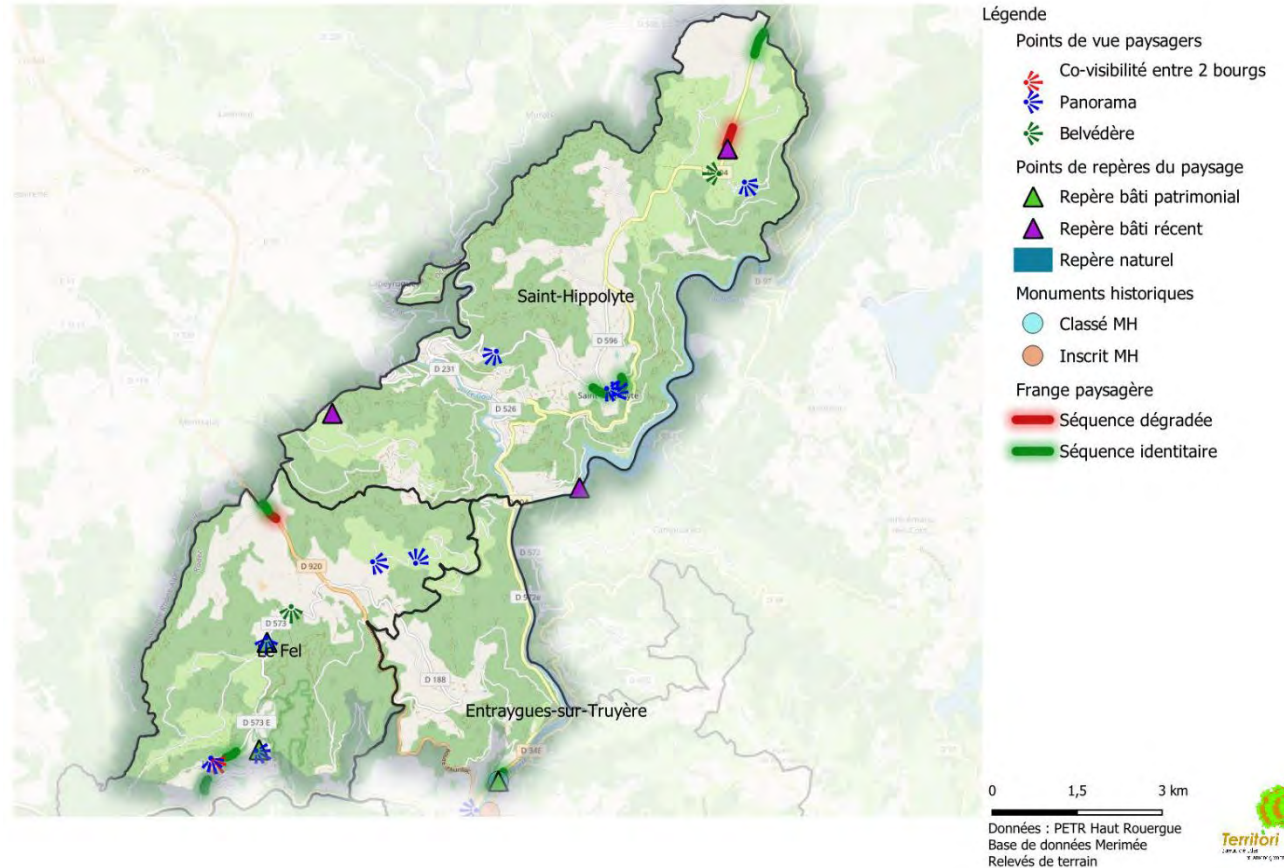 Légende
Points de vue paysagers
Co-visibilité entre 2 bourgs
Panorama
Belvédère
Points de repères du paysage
Repère bâti patrimonial
Repère bâti récent
Repère naturel
Monuments historiques
Classé MH
Inscrit MH
Frange paysagère
Séquence dégradée
Séquence identitaire
Saint-Hippolyte
D 97
D 596
D 231
D 526
D 920
D 572
D 573
Le Fel
D 188
Entraygues-sur-Truyère
D 573 E
0 1,5 3 km
Données : PETR Haut Rouergue
Base de données Merimée
Relevés de terrain
Territori